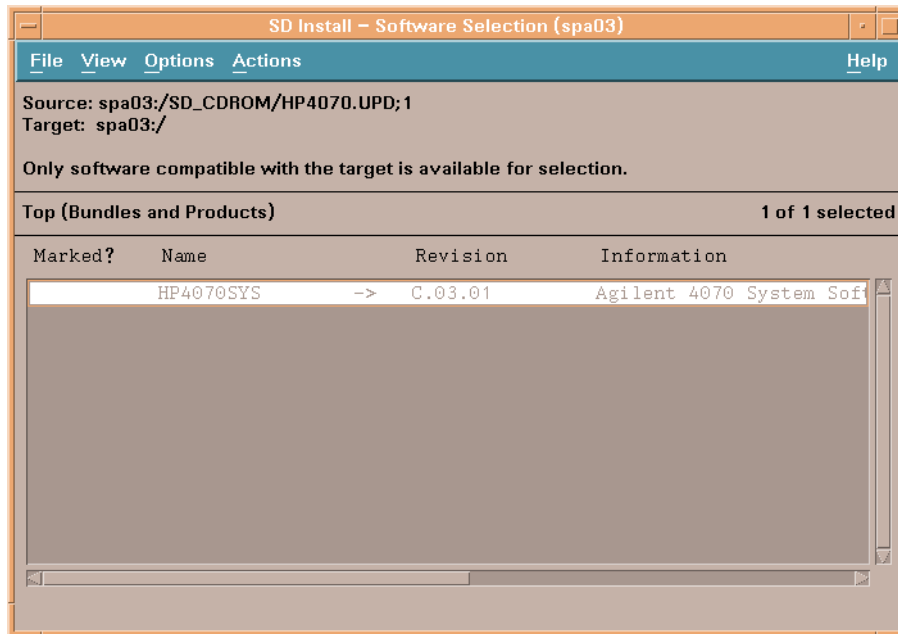 SD Install – Software Selection (spa03)
File View Options Actions Help
Source: spa03:/SD_CDROM/HP4070.UPD;1
Target: spa03:/
Only software compatible with the target is available for selection.
Top (Bundles and Products) 1 of 1 selected
Marked? Name Revision Information
HP4070SYS -> C.03.01 Agilent 4070 System Soft